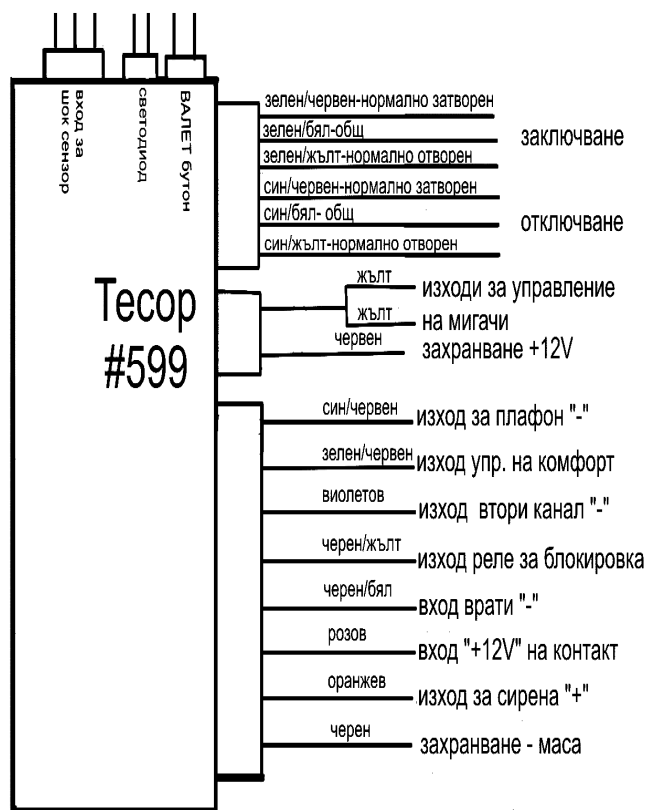 вход за
шок сензор
светодиод
ВАЛЕТ бутон
зелен/червен-нормално затворен
зелен/бял-общ
заключване
зелен/жълт-нормално отворен
син/червен-нормално затворен
син/бял- общ
отключване
син/жълт-нормално отворен
Тесор
#599
жълт
изходи за управление
жълт
на мигачи
червен
захранване +12V
син/червен
изход за плафон "-"
зелен/червен
изход упр. на комфорт
виолетов
изход втори канал "-"
черен/жълт
изход реле за блокировка
черен/бял
вход врати "-"
розов
вход "+12V" на контакт
оранжев
изход за сирена "+"
черен
захранване - маса